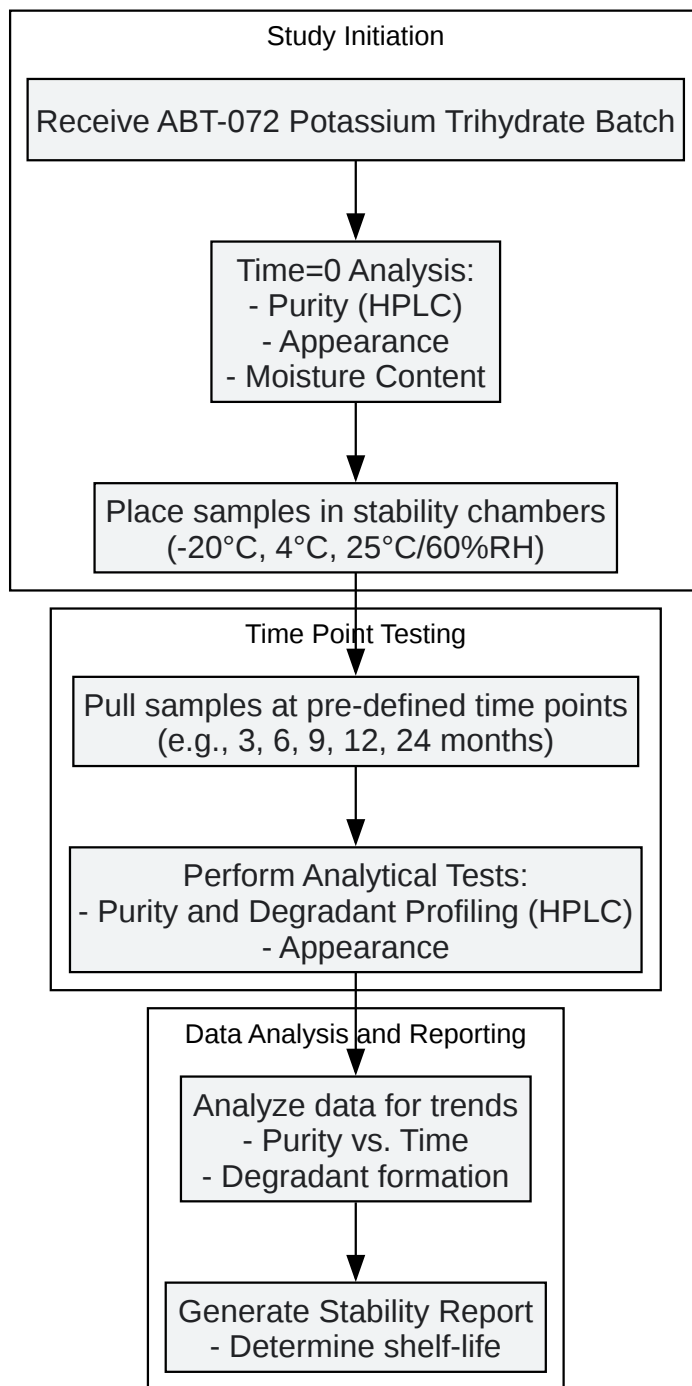 Study Initiation
Receive ABT-072 Potassium Trihydrate Batch
Time=0 Analysis:
- Purity (HPLC)
- Appearance
- Moisture Content
Place samples in stability chambers
(-20°C, 4°C, 25°C/60%RH)
Time Point Testing
Pull samples at pre-defined time points
(e.g., 3, 6, 9, 12, 24 months)
Perform Analytical Tests:
- Purity and Degradant Profiling (HPLC)
- Appearance
Data Analysis and Reporting
Analyze data for trends
- Purity vs. Time
- Degradant formation
Generate Stability Report
- Determine shelf-life